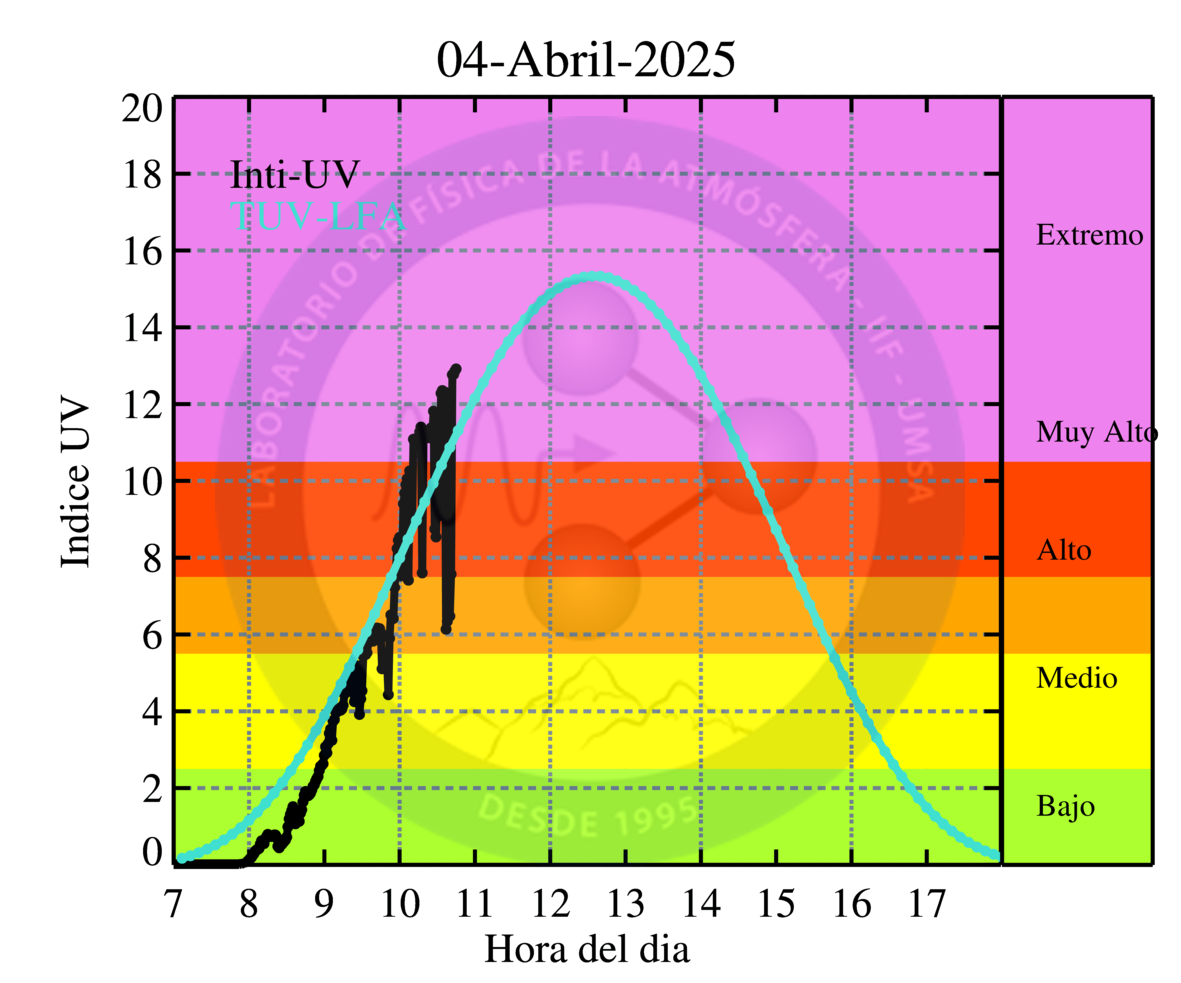 04-Abril-2025
20
18
16
14
12
10
8
6
4
2
0
Indice UV
Inti-UV
TUV-LFA
LABORATORIO DE FÍSICA DE LA ATMÓSFERA - IIF - UMSA
DESDE 1995
Extremo
Muy Alto
Alto
Medio
Bajo
7 8 9 10 11 12 13 14 15 16 17
Hora del dia